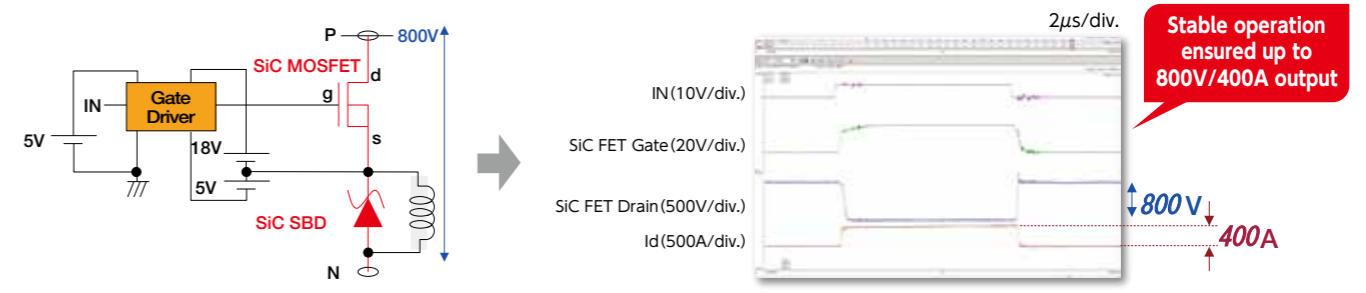 P
800V
SiC MOSFET
d
g
s
IN
Gate
Driver
5V
18V
5V
SiC SBD
N
2μs/div.
IN(10V/div.)
SiC FET Gate(20V/div.)
SiC FET Drain(500V/div.)
Id(500A/div.)
800V
400A
Stable operation
ensured up to
800V/400A output